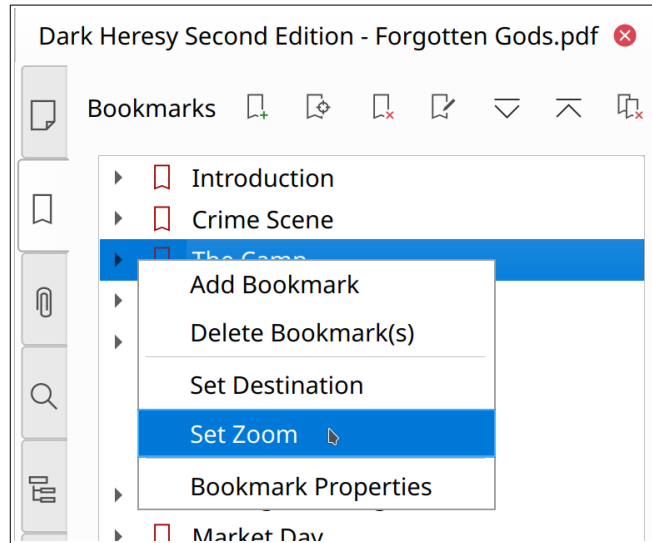 Dark Heresy Second Edition - Forgotten Gods.pdf
Bookmarks
Introduction
Crime Scene
The Camp
Add Bookmark
Delete Bookmark(s)
Set Destination
Set Zoom
Bookmark Properties
Market Day